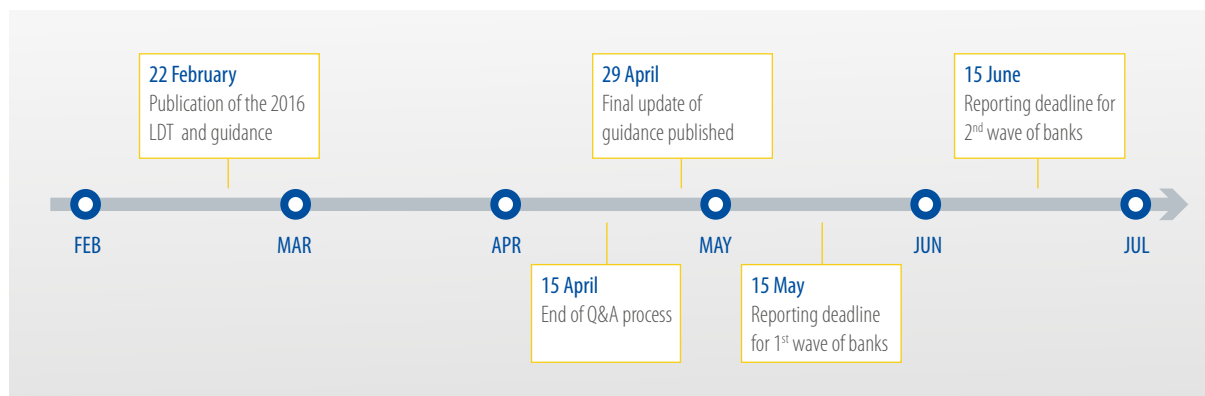 22 February
Publication of the 2016
LDT and guidance
29 April
Final update of
guidance published
15 June
Reporting deadline for
2nd wave of banks
FEB
MAR
APR
MAY
JUN
JUL
15 April
End of Q&A process
15 May
Reporting deadline
for 1st wave of banks